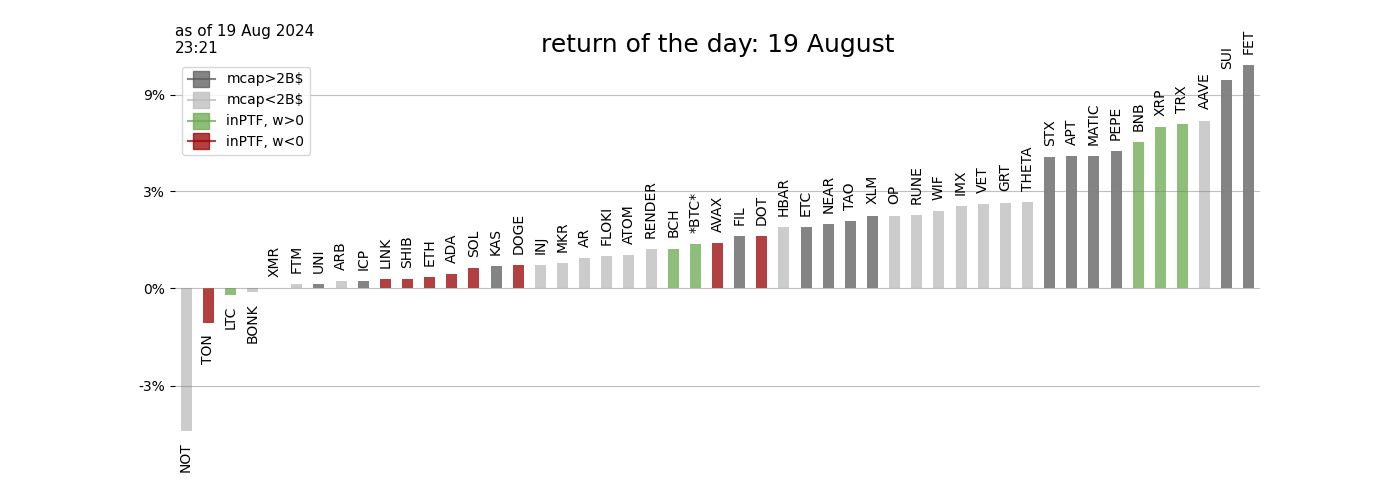 as of 19 Aug 2024
23:21
return of the day: 19 August
mcap>2B$
mcap<2B$
inPTF, w>0
inPTF, w<0
9%
3%
0%
-3%
NOT
TON
LTC
BONK
XMR
FTM
UNI
ARB
ICP
LINK
SHIB
ETH
ADA
SOL
KAS
DOGE
INJ
MKR
AR
FLOKI
ATOM
RENDER
BCH
*BTC*
AVAX
FIL
DOT
HBAR
ETC
NEAR
TAO
XLM
OP
RUNE
WIF
IMX
VET
GRT
THETA
STX
APT
MATIC
PEPE
BNB
XRP
TRX
AAVE
SUI
FET